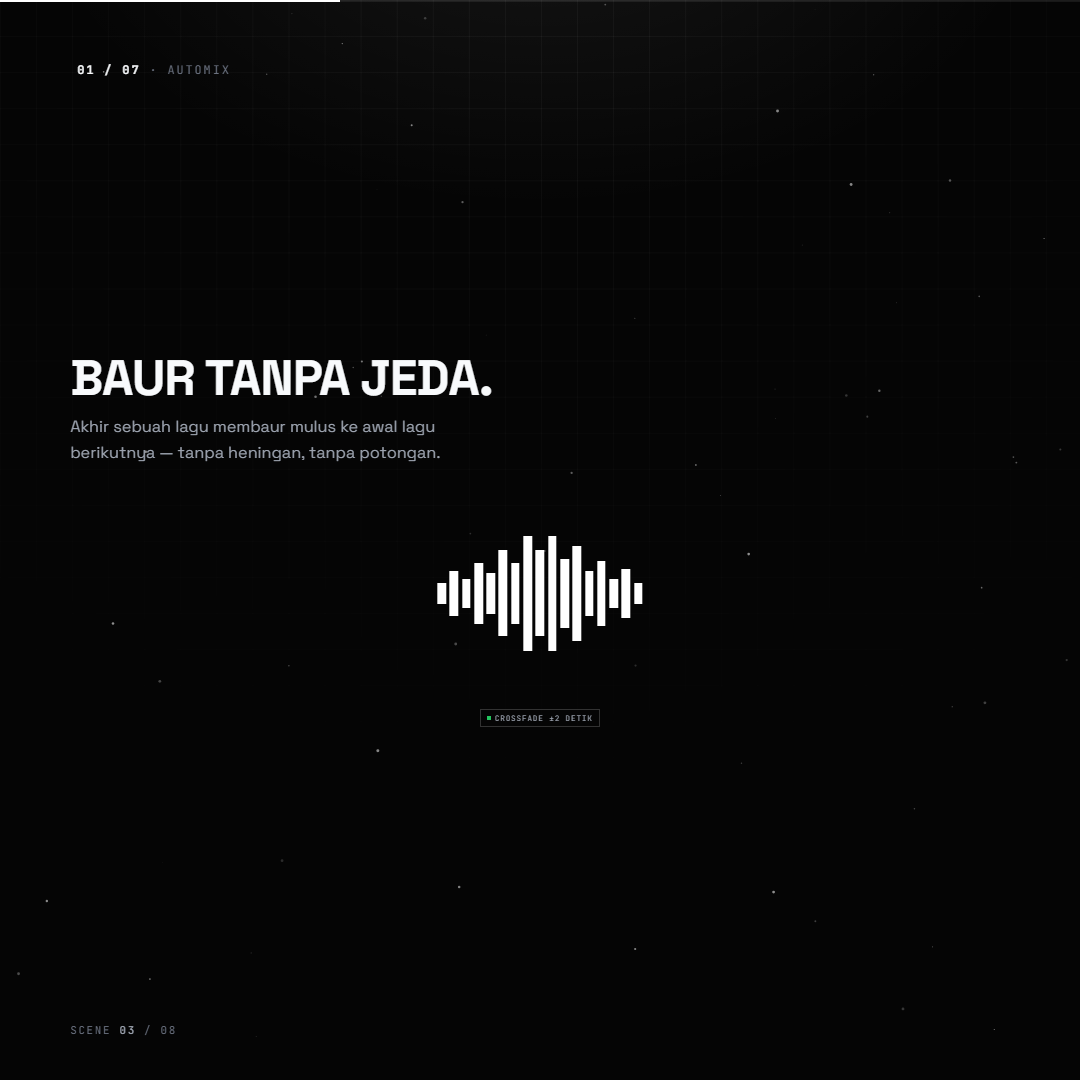 01 / 07 · AUTOMIX
BAUR TANPA JEDA.
Akhir sebuah lagu membaur mulus ke awal lagu
berikutnya — tanpa heningan, tanpa potongan.
CROSSFADE ±2 DETIK
SCENE 03 / 08